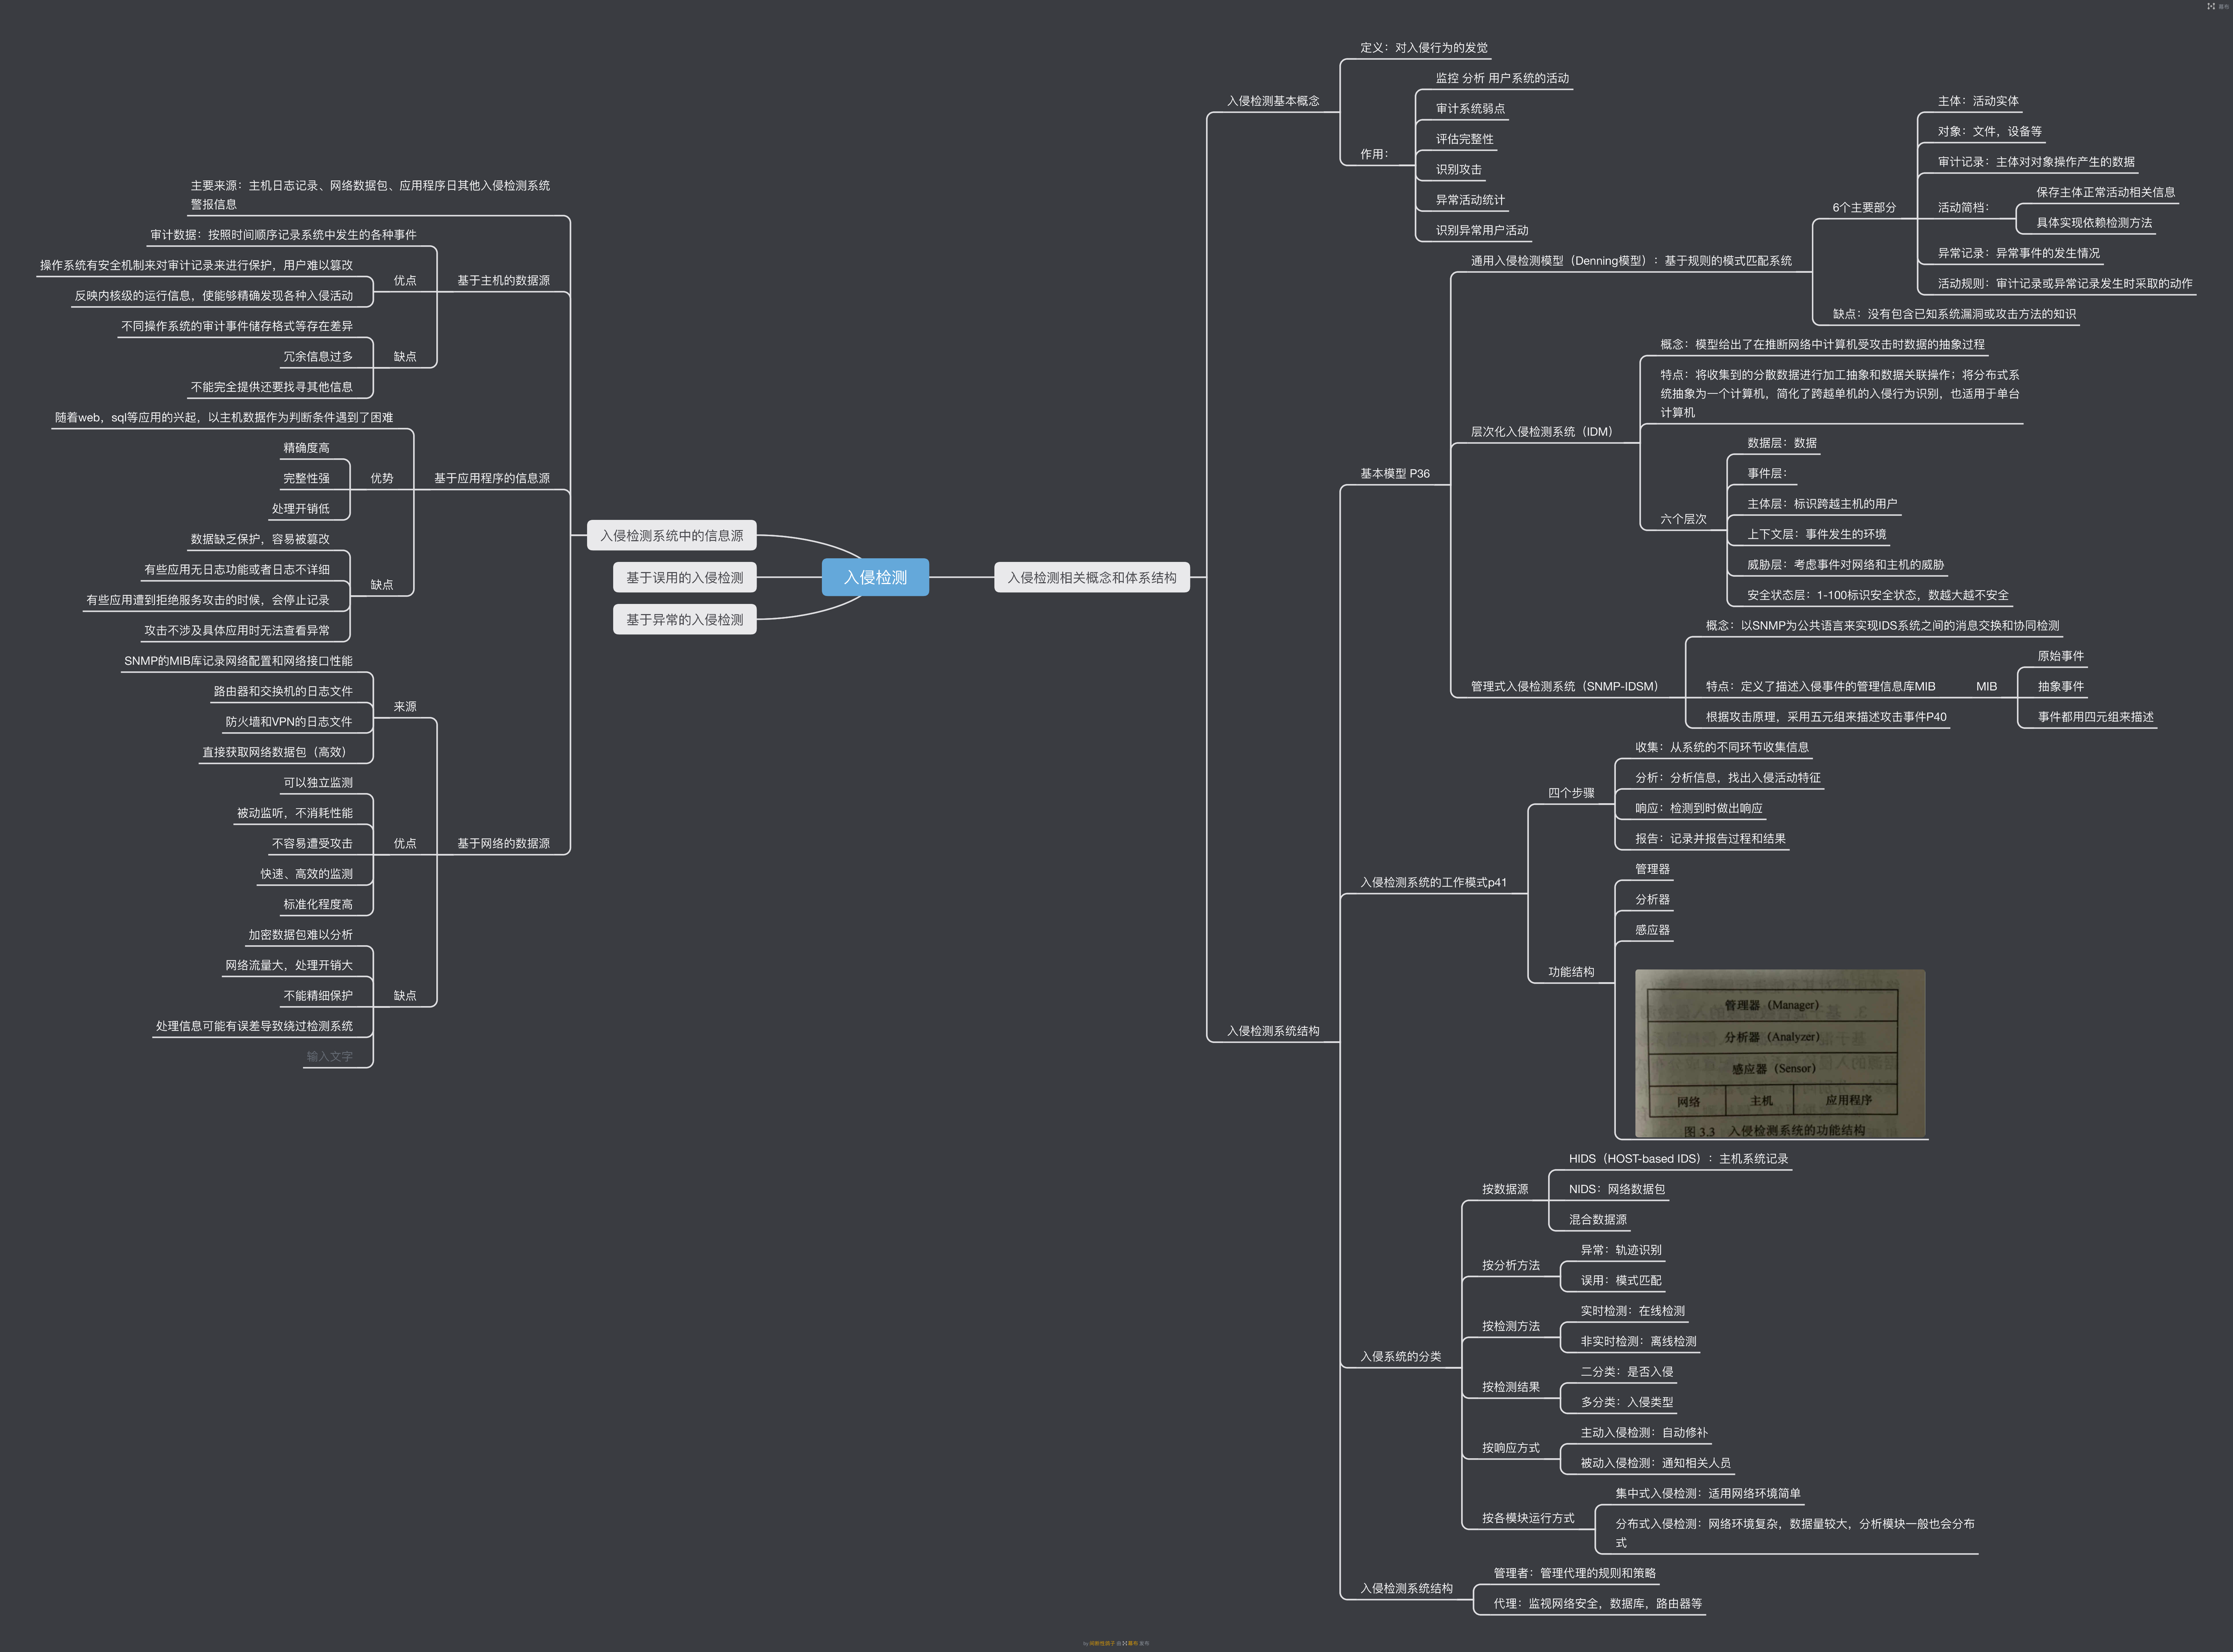 幕布
入侵检测
入侵检测相关概念和体系结构
入侵检测基本概念
定义：对入侵行为的发觉
作用：
监控 分析 用户系统的活动
审计系统弱点
评估完整性
识别攻击
异常活动统计
识别异常用户活动
入侵检测系统结构
基本模型 P36
通用入侵检测模型（Denning模型）：基于规则的模式匹配系统
6个主要部分
主体：活动实体
对象：文件，设备等
审计记录：主体对对象操作产生的数据
活动简档：
保存主体正常活动相关信息
具体实现依赖检测方法
异常记录：异常事件的发生情况
活动规则：审计记录或异常记录发生时采取的动作
缺点：没有包含已知系统漏洞或攻击方法的知识
层次化入侵检测系统（IDM）
概念：模型给出了在推断网络中计算机受攻击时数据的抽象过程
特点：将收集到的分散数据进行加工抽象和数据关联操作；将分布式系
统抽象为一个计算机，简化了跨越单机的入侵行为识别，也适用于单台
计算机
六个层次
数据层：数据
事件层：
主体层：标识跨越主机的用户
上下文层：事件发生的环境
威胁层：考虑事件对网络和主机的威胁
安全状态层：1-100标识安全状态，数越大越不安全
管理式入侵检测系统（SNMP-IDSM）
概念：以SNMP为公共语言来实现IDS系统之间的消息交换和协同检测
特点：定义了描述入侵事件的管理信息库MIB
MIB
原始事件
抽象事件
事件都用四元组来描述
根据攻击原理，采用五元组来描述攻击事件P40
入侵检测系统的工作模式p41
四个步骤
收集：从系统的不同环节收集信息
分析：分析信息，找出入侵活动特征
响应：检测到时做出响应
报告：记录并报告过程和结果
功能结构
管理器
分析器
感应器
管理器（Manager）
分析器（Analyzer）
感应器（Sensor）
网络 主机 应用程序
图 3.3 入侵检测系统的功能结构
入侵系统的分类
按数据源
HIDS（HOST-based IDS）：主机系统记录
NIDS：网络数据包
混合数据源
按分析方法
异常：轨迹识别
误用：模式匹配
按检测方法
实时检测：在线检测
非实时检测：离线检测
按检测结果
二分类：是否入侵
多分类：入侵类型
按响应方式
主动入侵检测：自动修补
被动入侵检测：通知相关人员
按各模块运行方式
集中式入侵检测：适用网络环境简单
分布式入侵检测：网络环境复杂，数据量较大，分析模块一般也会分布
式
入侵检测系统结构
管理者：管理代理的规则和策略
代理：监视网络安全，数据库，路由器等
入侵检测系统中的信息源
主要来源：主机日志记录、网络数据包、应用程序日其他入侵检测系统
警报信息
基于主机的数据源
审计数据：按照时间顺序记录系统中发生的各种事件
优点
操作系统有安全机制来对审计记录来进行保护，用户难以篡改
反映内核级的运行信息，使能够精确发现各种入侵活动
缺点
不同操作系统的审计事件储存格式等存在差异
冗余信息过多
不能完全提供还要找寻其他信息
基于应用程序的信息源
随着web，sql等应用的兴起，以主机数据作为判断条件遇到了困难
优势
精确度高
完整性强
处理开销低
缺点
数据缺乏保护，容易被篡改
有些应用无日志功能或者日志不详细
有些应用遭到拒绝服务攻击的时候，会停止记录
攻击不涉及具体应用时无法查看异常
基于网络的数据源
来源
SNMP的MIB库记录网络配置和网络接口性能
路由器和交换机的日志文件
防火墙和VPN的日志文件
直接获取网络数据包（高效）
优点
可以独立监测
被动监听，不消耗性能
不容易遭受攻击
快速、高效的监测
标准化程度高
缺点
加密数据包难以分析
网络流量大，处理开销大
不能精细保护
处理信息可能有误差导致绕过检测系统
输入文字
基于误用的入侵检测
基于异常的入侵检测